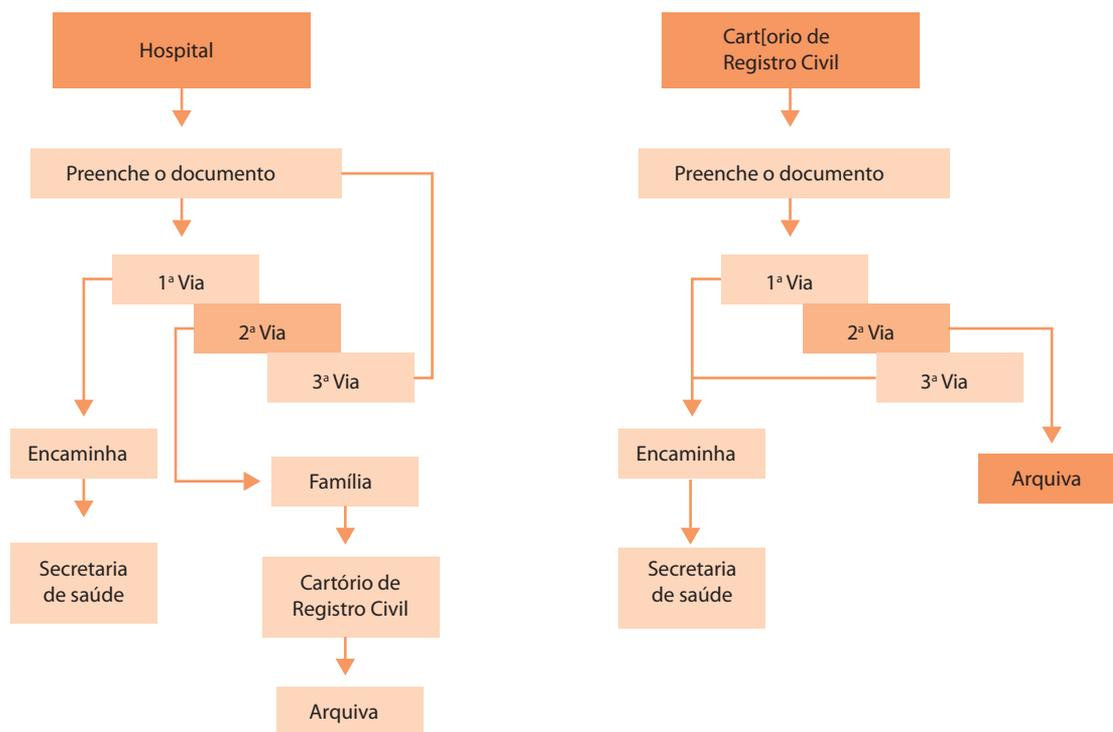 Hospital
Preenche o documento
1ª Via
2ª Via
3ª Via
Encaminha
Secretaria
de saúde
Família
Cartório de
Registro Civil
Arquiva
Cart[orio de
Registro Civil
Preenche o documento
1ª Via
2ª Via
3ª Via
Encaminha
Secretaria
de saúde
Arquiva